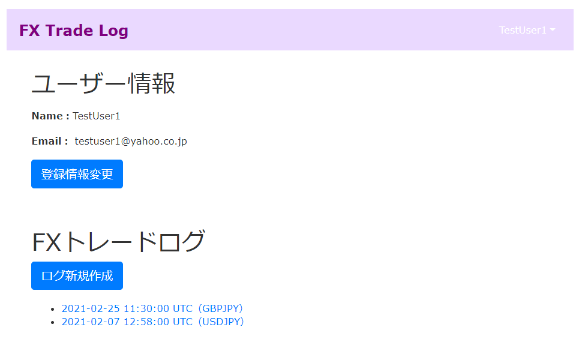 FX Trade Log
TestUser1
ユーザー情報
Name : TestUser1
Email : testuser1@yahoo.co.jp
登録情報変更
FXトレードログ
ログ新規作成
2021-02-25 11:30:00 UTC（GBPJPY）
2021-02-07 12:58:00 UTC（USDJPY）